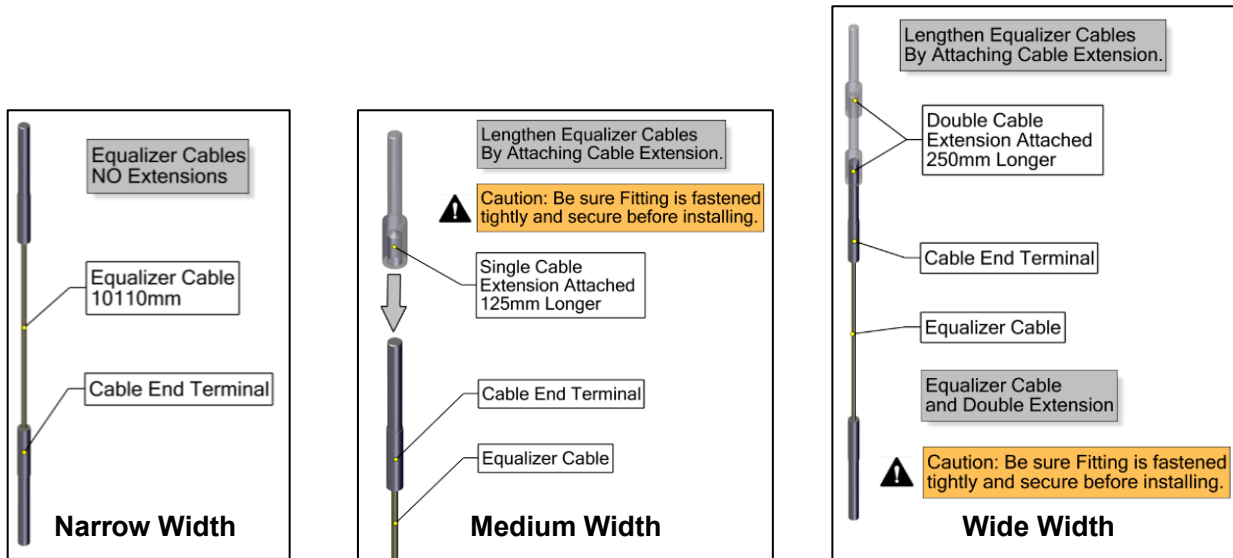 Equalizer Cables
NO Extensions
Equalizer Cable
10110mm
Cable End Terminal
Narrow Width
Lengthen Equalizer Cables
By Attaching Cable Extension.
Caution: Be sure Fitting is fastened
tightly and secure before installing.
Single Cable
Extension Attached
125mm Longer
Cable End Terminal
Equalizer Cable
Medium Width
Lengthen Equalizer Cables
By Attaching Cable Extension.
Double Cable
Extension Attached
250mm Longer
Cable End Terminal
Equalizer Cable
Equalizer Cable
and Double Extension
Caution: Be sure Fitting is fastened
tightly and secure before installing.
Wide Width